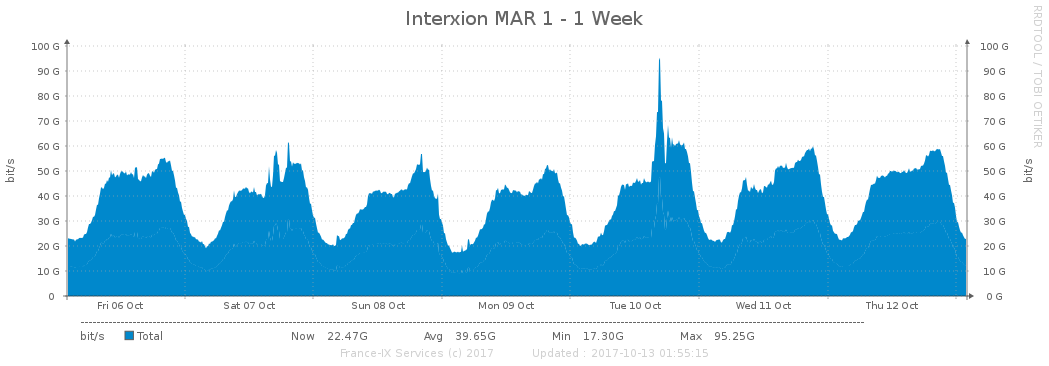 Interxion MAR 1 - 1 Week
RRDTOOL / TOBI OETIKER
bit/s
100 G 100 G
90 G 90 G
80 G 80 G
70 G 70 G
60 G 60 G
50 G 50 G
40 G 40 G
30 G 30 G
20 G 20 G
10 G 10 G
0 0 G
bit/s
Fri 06 Oct Sat 07 Oct Sun 08 Oct Mon 09 Oct Tue 10 Oct Wed 11 Oct Thu 12 Oct
bit/s Total Now 22.47G Avg 39.65G Min 17.30G Max 95.25G
France-IX Services (c) 2017 Updated : 2017-10-13 01:55:15